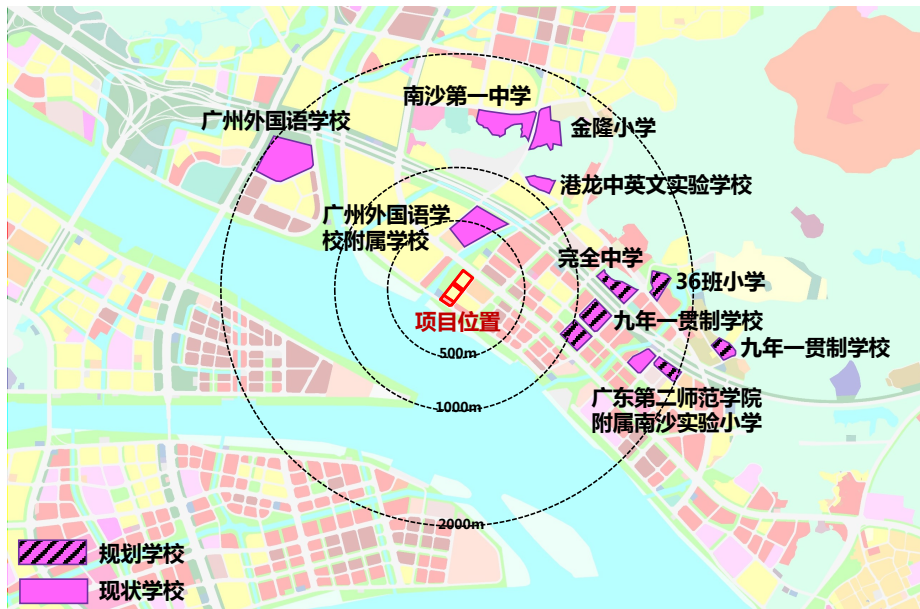 南沙第一中学
广州外国语学校
金隆小学
港龙中英文实验学校
广州外国语学
校附属学校
完全中学
36班小学
项目位置
九年一贯制学校
九年一贯制学校
500m
广东第二师范学院
附属南沙实验小学
1000m
2000m
规划学校
现状学校